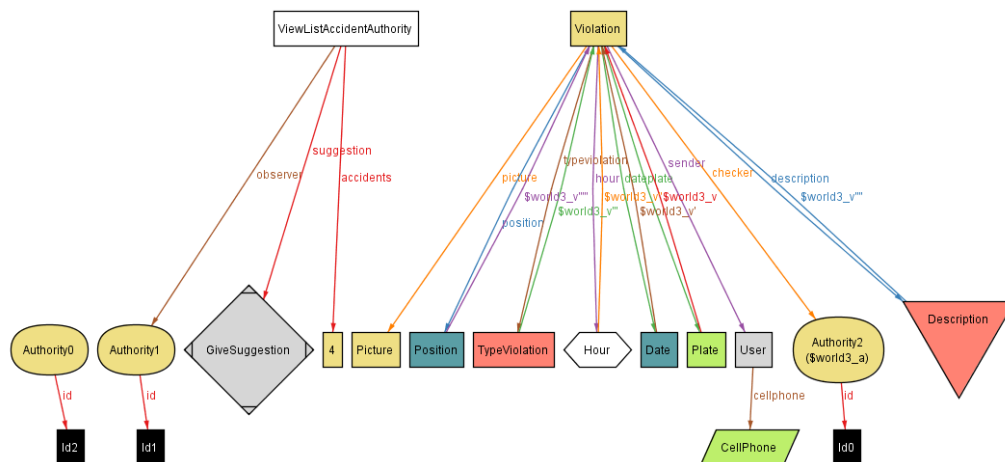 ViewListAccidentAuthority
Violation
suggestion
observer
accidents
picture
typeviolation
hour
dateplate
sender
checker
description
$world3_v""
$world3_v'
$world3_v
$world3_v""
position
$world3_v"'
$world3_v'
Authority0
Authority1
GiveSuggestion
4
Picture
Position
TypeViolation
Hour
Date
Plate
User
Authority2
($world3_a)
Description
id
id
cellphone
id
Id2
Id1
CellPhone
Id0